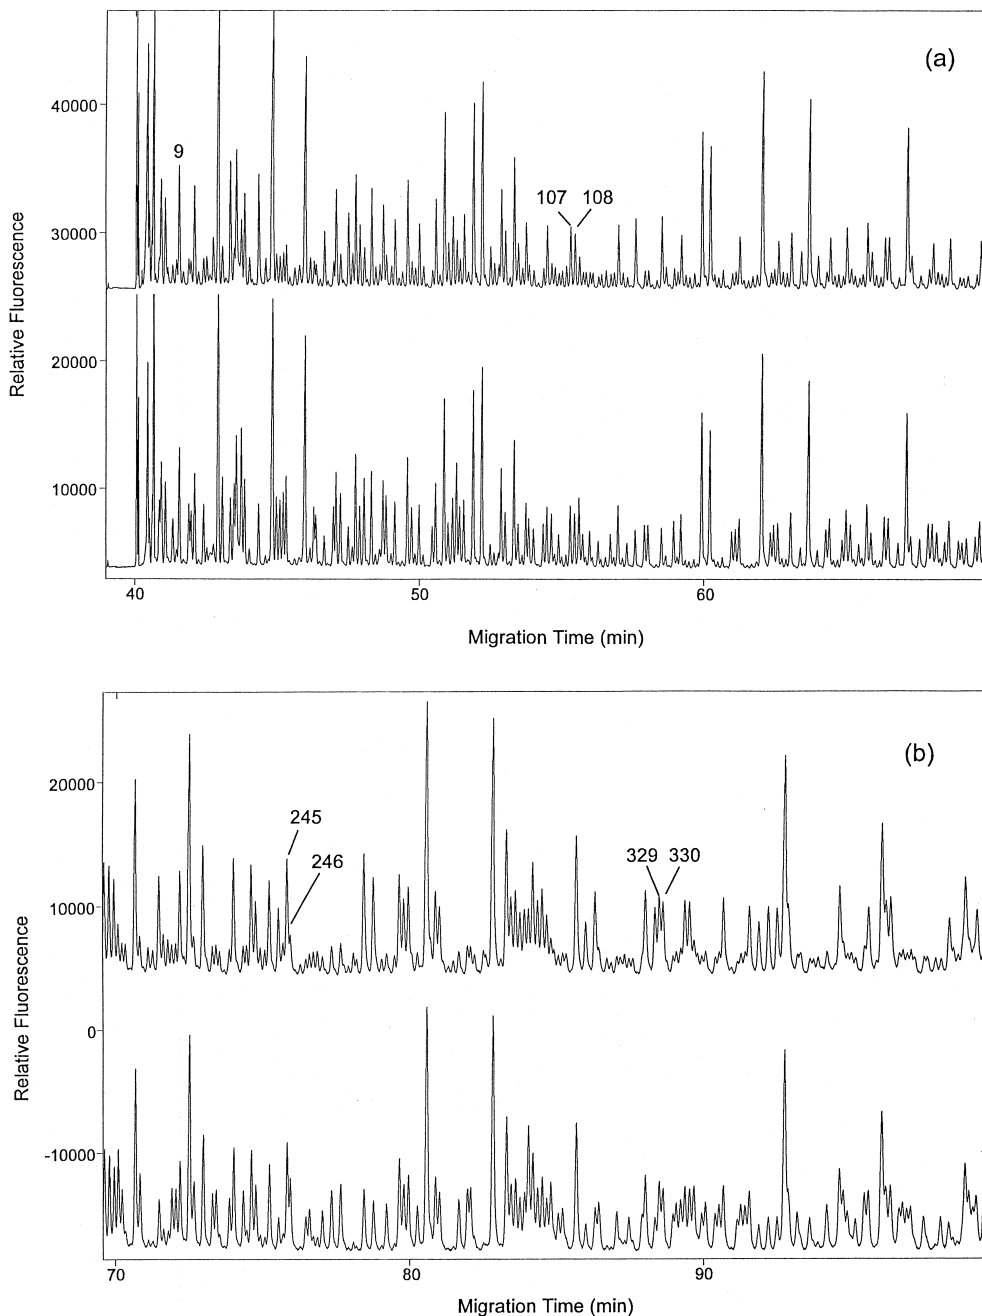 (a)
40000
9
107 108
30000
Relative Fluorescence
20000
10000
40 50 60
Migration Time (min)
(b)
20000
245
246
329 330
10000
Relative Fluorescence
0
-10000
70 80 90
Migration Time (min)